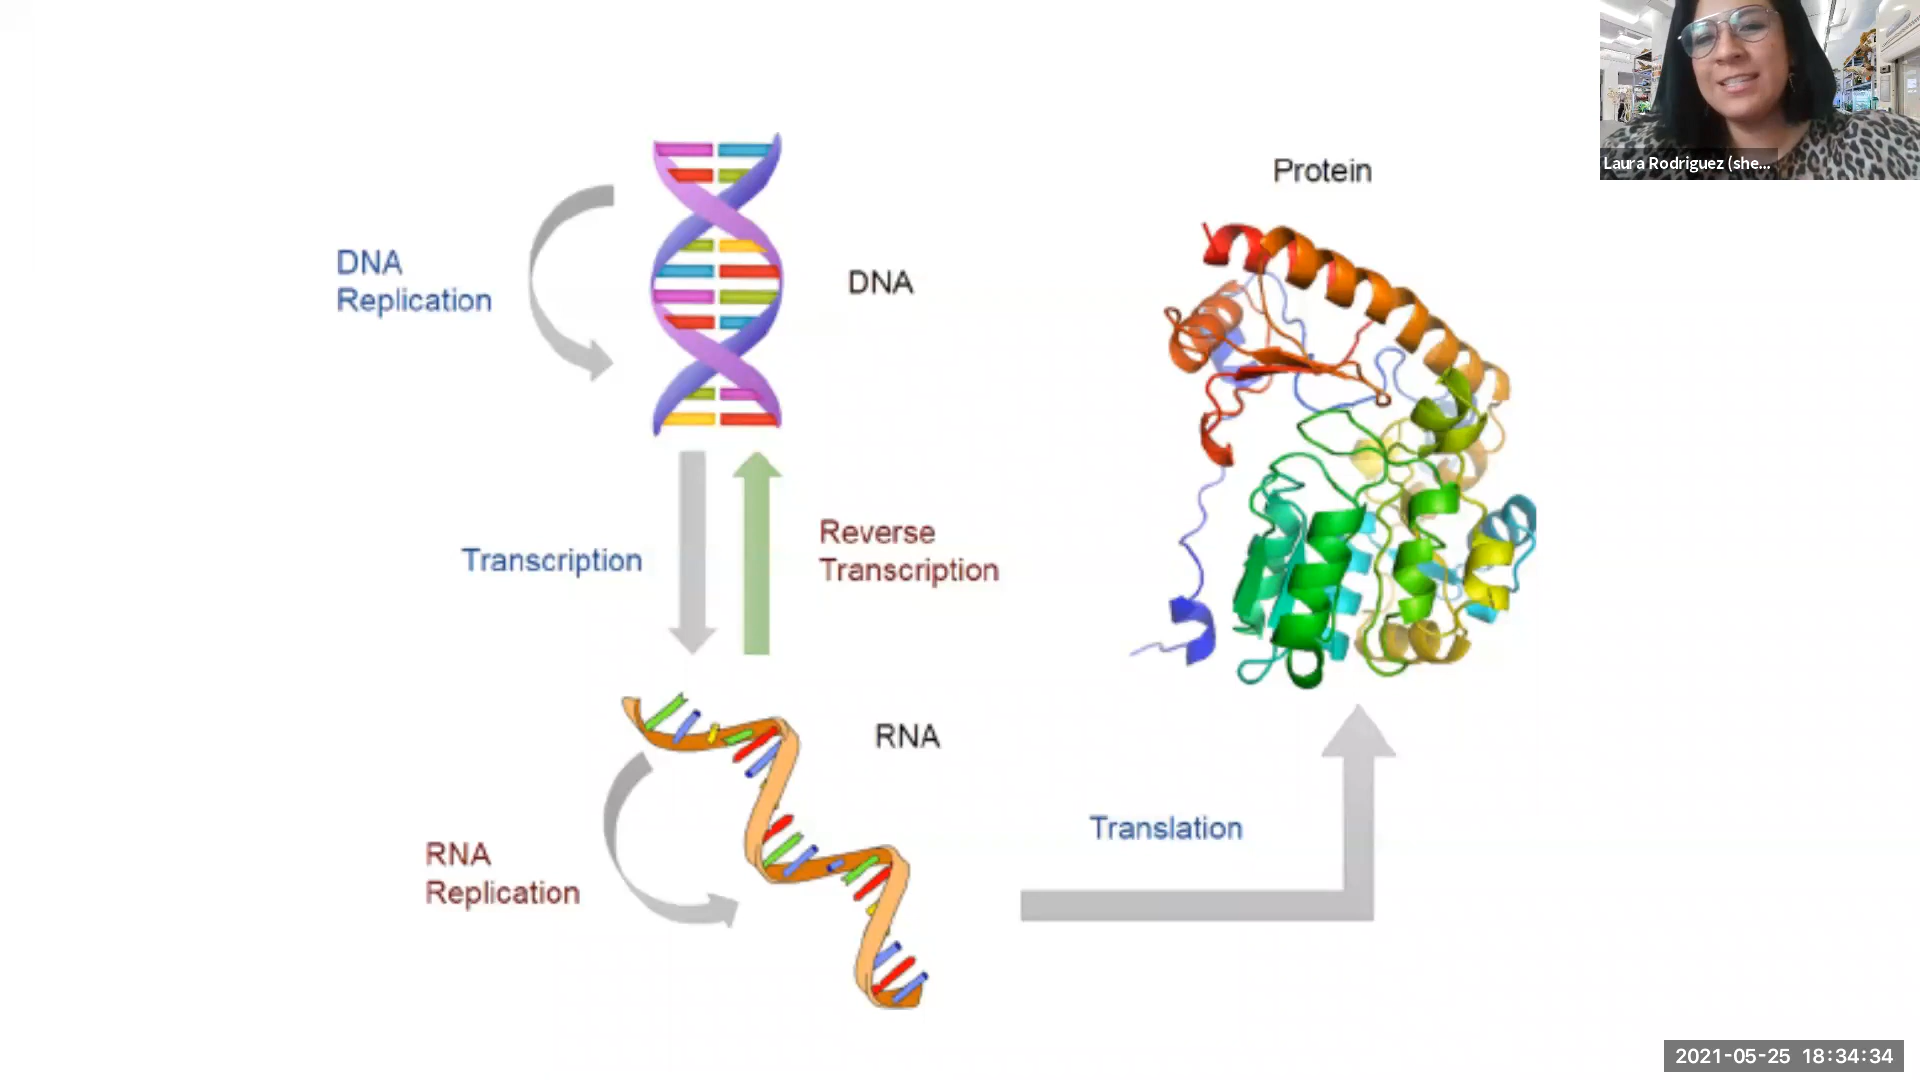 Laura Rodriguez (she...
Protein
DNA
Replication
DNA
Reverse
Transcription
Transcription
RNA
Translation
RNA
Replication
2021-05-25 18:34:34